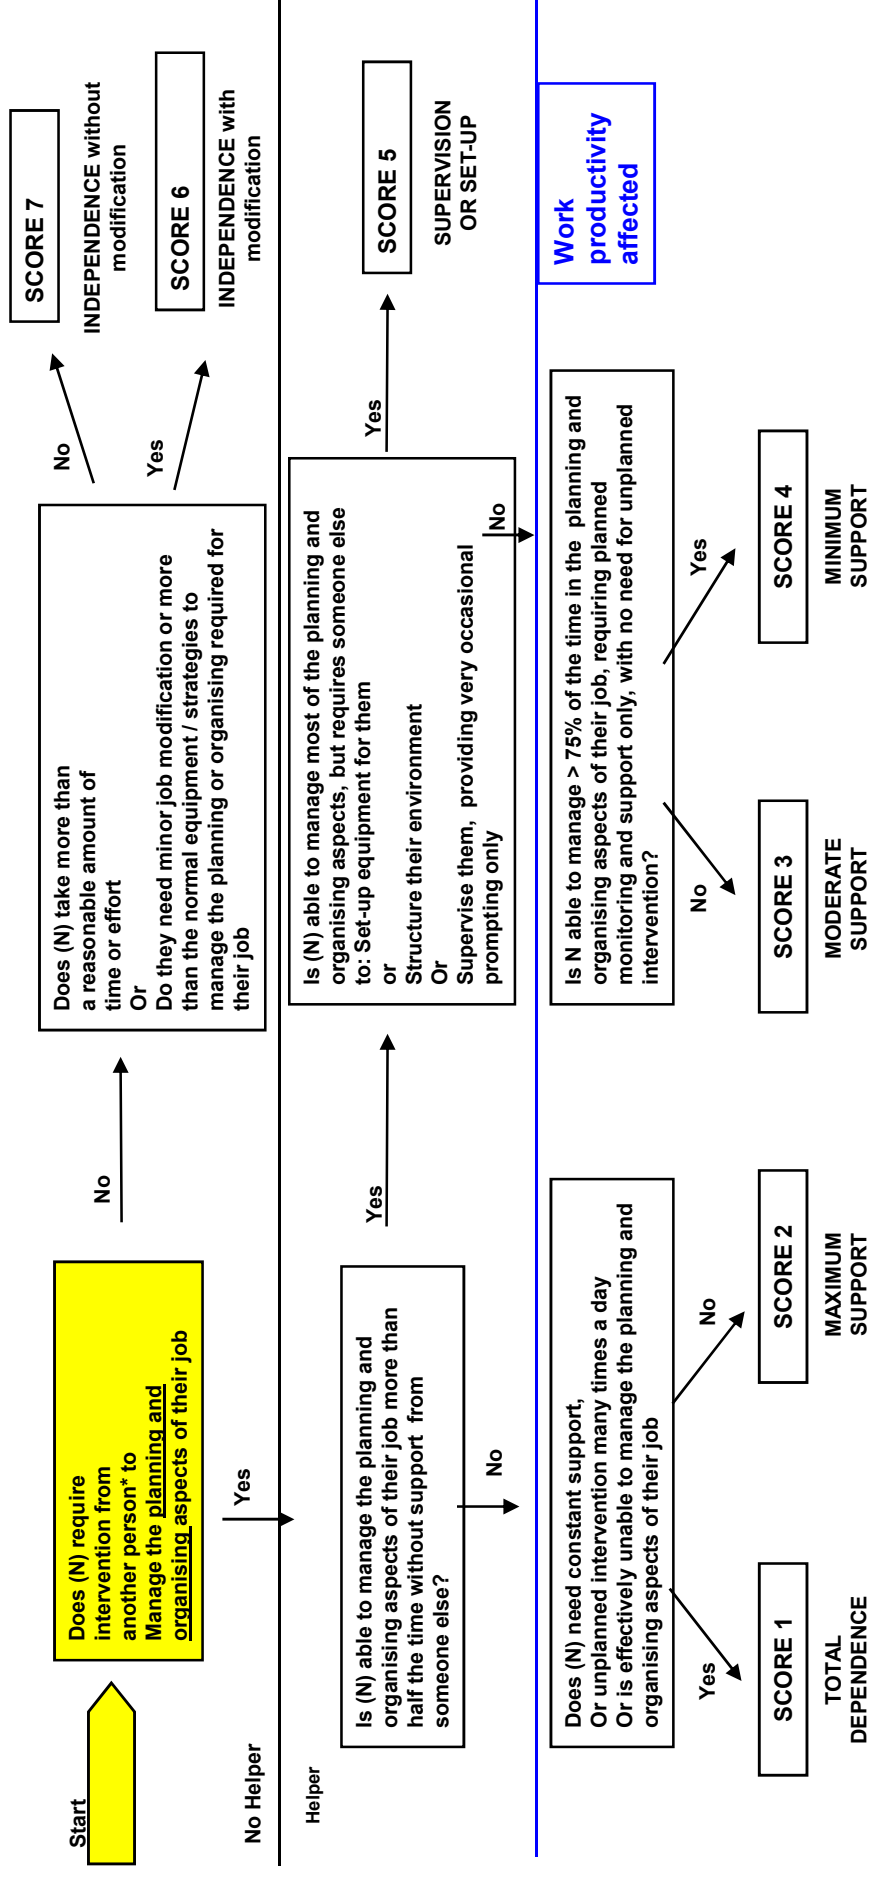 Start
Does (N) require
intervention from
another person* to
Manage the planning and
organising aspects of their job
No
Does (N) take more than
a reasonable amount of
time or effort
Or
Do they need minor job modification or more
than the normal equipment / strategies to
manage the planning or organising required for
their job
No
SCORE 7
INDEPENDENCE without
modification
Yes
SCORE 6
INDEPENDENCE with
modification
Yes
No Helper
Helper
Is (N) able to manage the planning and
organising aspects of their job more than
half the time without support from
someone else?
Yes
Is (N) able to manage most of the planning and
organising aspects, but requires someone else
to: Set-up equipment for them
or
Structure their environment
Or
Supervise them, providing very occasional
prompting only
Yes
SCORE 5
SUPERVISION
OR SET-UP
No
No
Work
productivity
affected
Does (N) need constant support,
Or unplanned intervention many times a day
Or is effectively unable to manage the planning and
organising aspects of their job
Yes
No
SCORE 1
TOTAL
DEPENDENCE
SCORE 2
MAXIMUM
SUPPORT
Is N able to manage > 75% of the time in the planning and
organising aspects of their job, requiring planned
monitoring and support only, with no need for unplanned
intervention?
No
Yes
SCORE 3
MODERATE
SUPPORT
SCORE 4
MINIMUM
SUPPORT